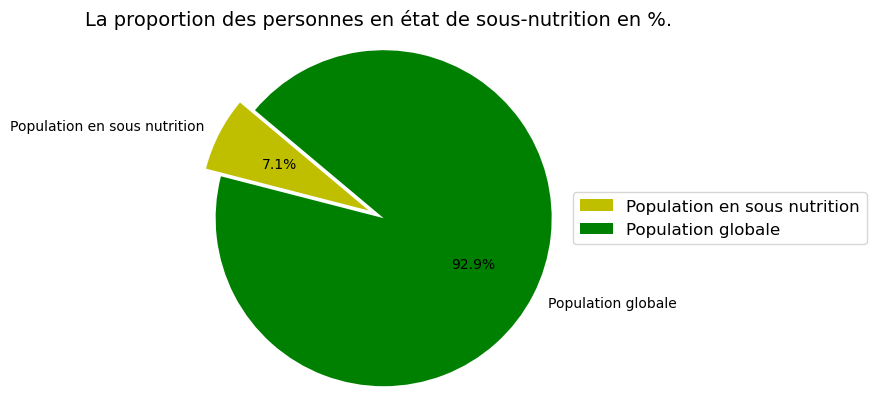 La proportion des personnes en état de sous-nutrition en %.
Population en sous nutrition
7.1%
Population en sous nutrition
Population globale
92.9%
Population globale